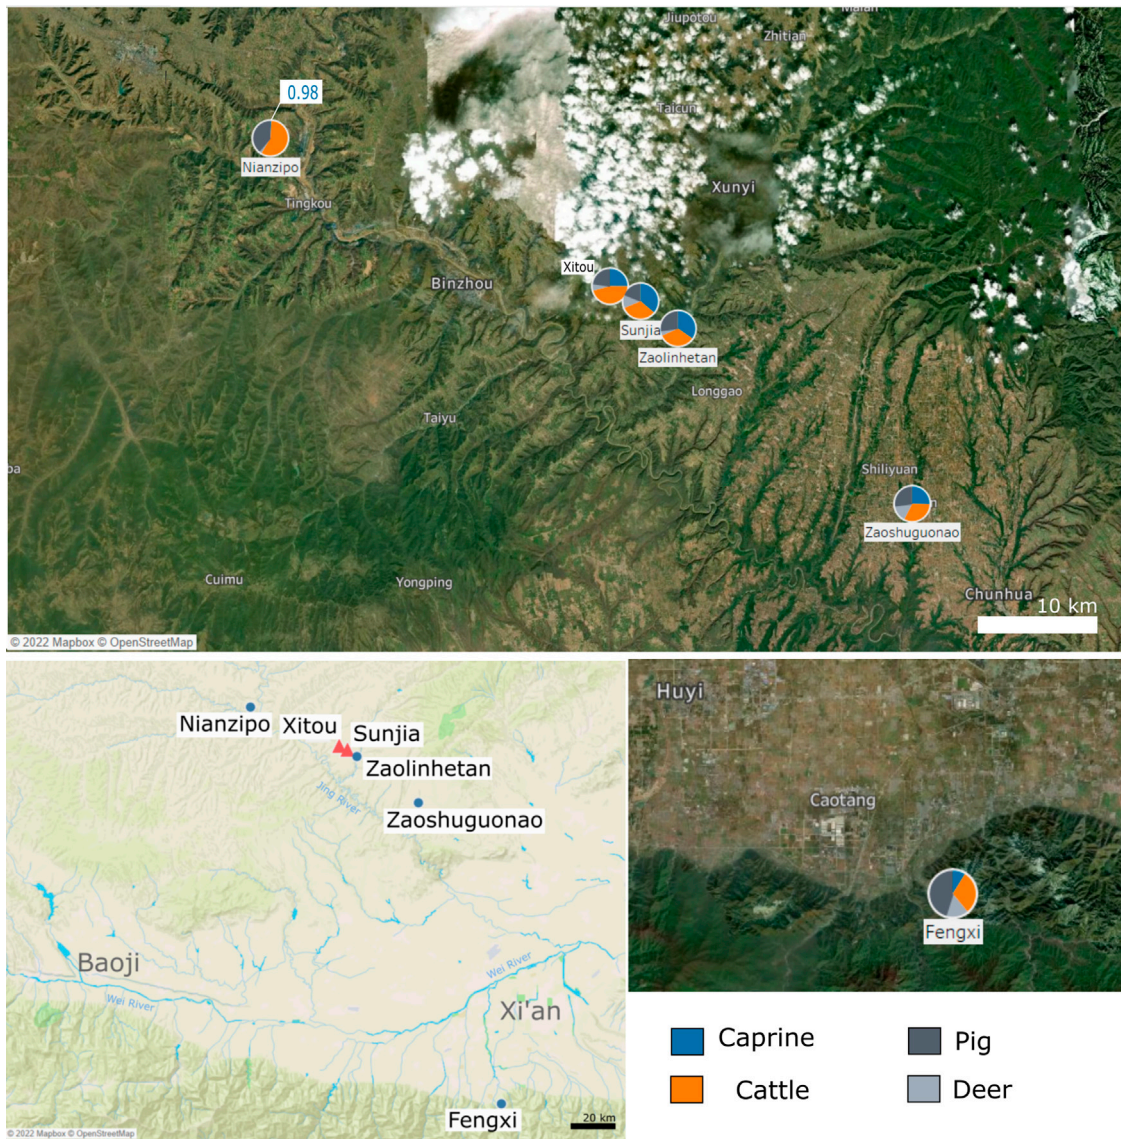 Jiupotou
Zhitian
Taicun
0.98
Nianzipo
Xunyi
Tingkou
Xitou
Binzhou
Sunjia
Zaolinhetan
Longgao
Taiyu
Shiliyuan
Zaoshuguonao
Cuimu
Yongping
Chunhua
10 km
© 2022 Mapbox © OpenStreetMap
Nianzipo
Xitou
Sunjia
Zaolinhetan
Jing River
Zaoshuguonao
Baoji
Wei River
Wei River
Xi'an
Fengxi
20 km
© 2022 Mapbox © OpenStreetMap
Huyi
Caotang
Fengxi
Caprine
Pig
Cattle
Deer